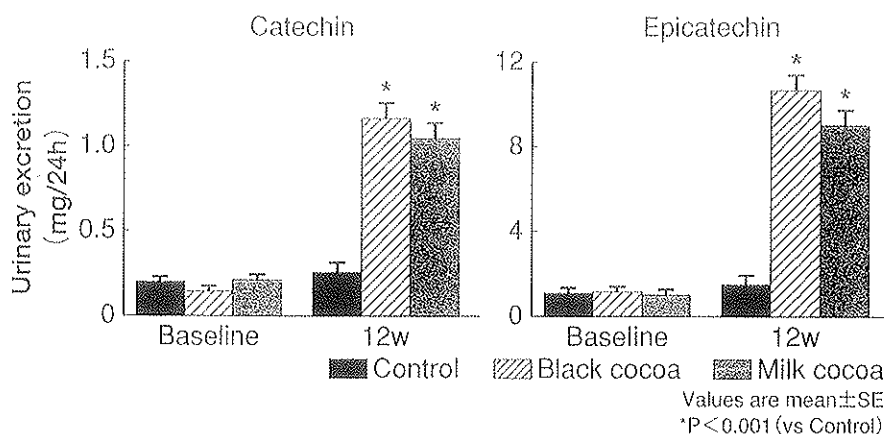 Catechin
Epicatechin
Urinary excretion
(mg/24h)
1.5
1.0
0.5
0
12
8
4
0
*
*
*
*
Baseline
12w
Baseline
12w
Control
Black cocoa
Milk cocoa
Values are mean±SE
*P<0.001 (vs Control)